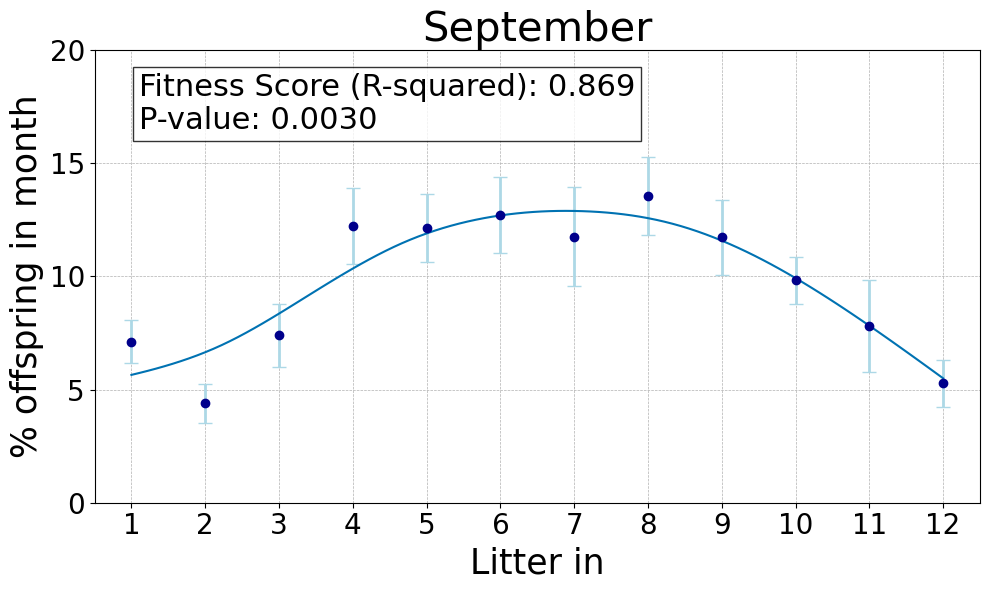 September
Fitness Score (R-squared): 0.869
P-value: 0.0030
% offspring in month
20
15
10
5
0
1 2 3 4 5 6 7 8 9 10 11 12
Litter in